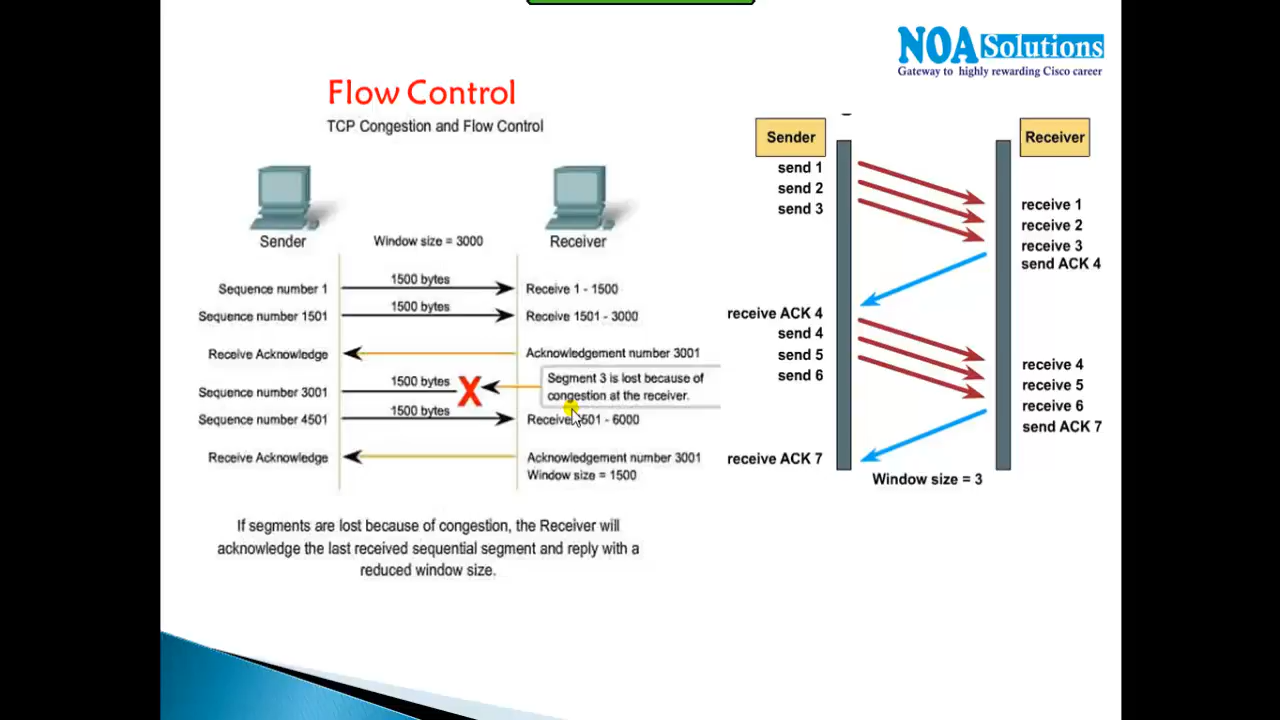 NOA Solutions
Gateway to highly rewarding Cisco career
Flow Control
TCP Congestion and Flow Control
Sender
Window size = 3000
Receiver
Sequence number 1
1500 bytes
Receive 1 - 1500
Sequence number 1501
1500 bytes
Receive 1501 - 3000
Receive Acknowledge
Acknowledgement number 3001
Sequence number 3001
1500 bytes
X
Segment 3 is lost because of
congestion at the receiver.
Sequence number 4501
1500 bytes
Receive 501 - 6000
Receive Acknowledge
Acknowledgement number 3001
Window size = 1500
If segments are lost because of congestion, the Receiver will
acknowledge the last received sequential segment and reply with a
reduced window size.
Sender
Receiver
send 1
send 2
send 3
receive 1
receive 2
receive 3
send ACK 4
receive ACK 4
send 4
send 5
send 6
receive 4
receive 5
receive 6
send ACK 7
receive ACK 7
Window size = 3